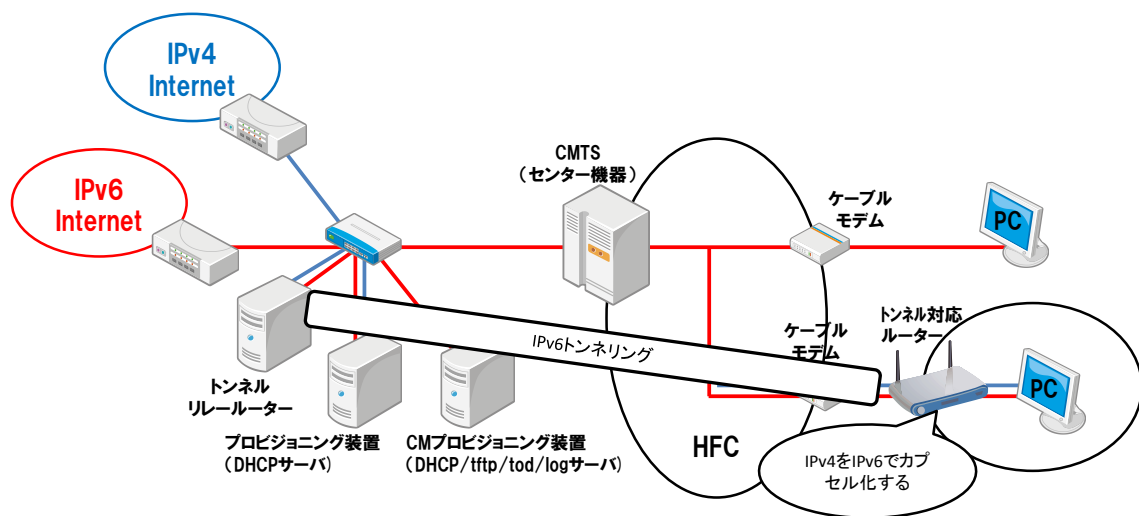 IPv4
Internet
IPv6
Internet
CMTS
(センター機器)
ケーブル
モデム
PC
トンネル対応
ルーター
ケーブル
モデム
IPv6トンネリング
PC
トンネル
リレールーター
プロビジョニング装置
(DHCPサーバ)
CMプロビジョニング装置
(DHCP/tftp/tod/logサーバ)
HFC
IPv4をIPv6でカプ
セル化する